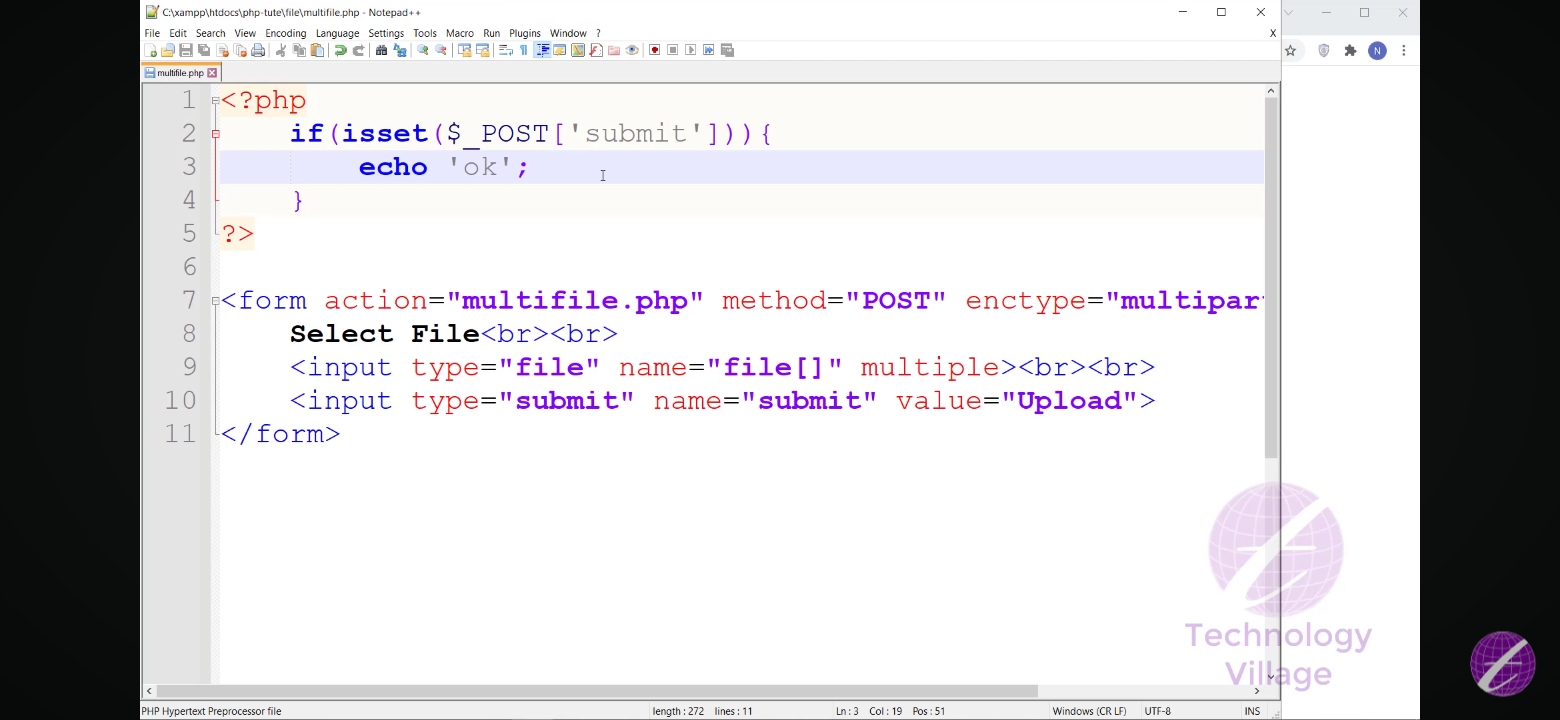 C:\xampp\htdocs\php-tute\file\multifile.php - Notepad++
File Edit Search View Encoding Language Settings Tools Macro Run Plugins Window ? X
multifile.php
1 <?php
2 if(isset($_POST['submit'])){
3 echo 'ok';
4 }
5 ?>
6
7 <form action="multifile.php" method="POST" enctype="multipar
8 Select File<br><br>
9 <input type="file" name="file[]" multiple><br><br>
10 <input type="submit" name="submit" value="Upload">
11 </form>
N
Technology
Village
PHP Hypertext Preprocessor file length : 272 lines : 11 Ln : 3 Col : 19 Pos : 51 Windows (CR LF) UTF-8 INS